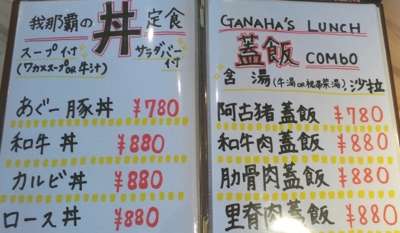 我那覇の丼定食
スープ付 サラダバー付
(ワカメスープOR牛汁)
あぐー豚丼 ¥780
和牛丼 ¥880
カルビ丼 ¥880
ロース丼 ¥880
GANAHA'S LUNCH
蓋飯 COMBO
含 湯(牛湯or裙帯菜湯)沙拉
阿古猪蓋飯 ¥780
和牛肉蓋飯 ¥880
肋骨肉蓋飯 ¥880
里脊肉蓋飯 ¥880